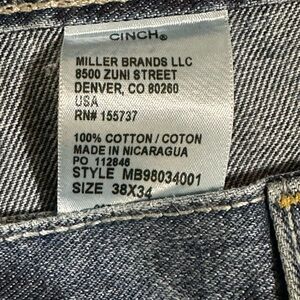 CINCH®
MILLER BRANDS LLC
8500 ZUNI STREET
DENVER, CO 80260
USA
RN# 155737
100% COTTON / COTON
MADE IN NICARAGUA
PO 112846
STYLE MB98034001
SIZE 38X34